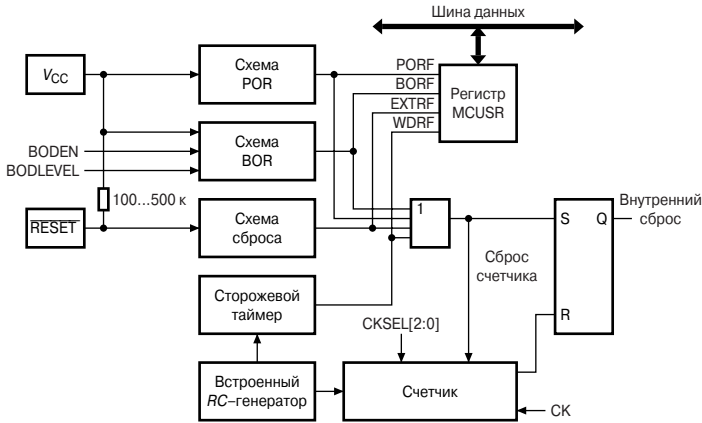 Шина данных
VCC
Схема
POR
PORF
BORF
EXTRF
WDRF
Регистр
MCUSR
BODEN
BODLEVEL
Схема
BOR
100...500 к
RESET
Схема
сброса
1
S
Q
Внутренний
сброс
Сброс
счетчика
R
Сторожевой
таймер
CKSEL[2:0]
Встроенный
RC–генератор
Счетчик
CK